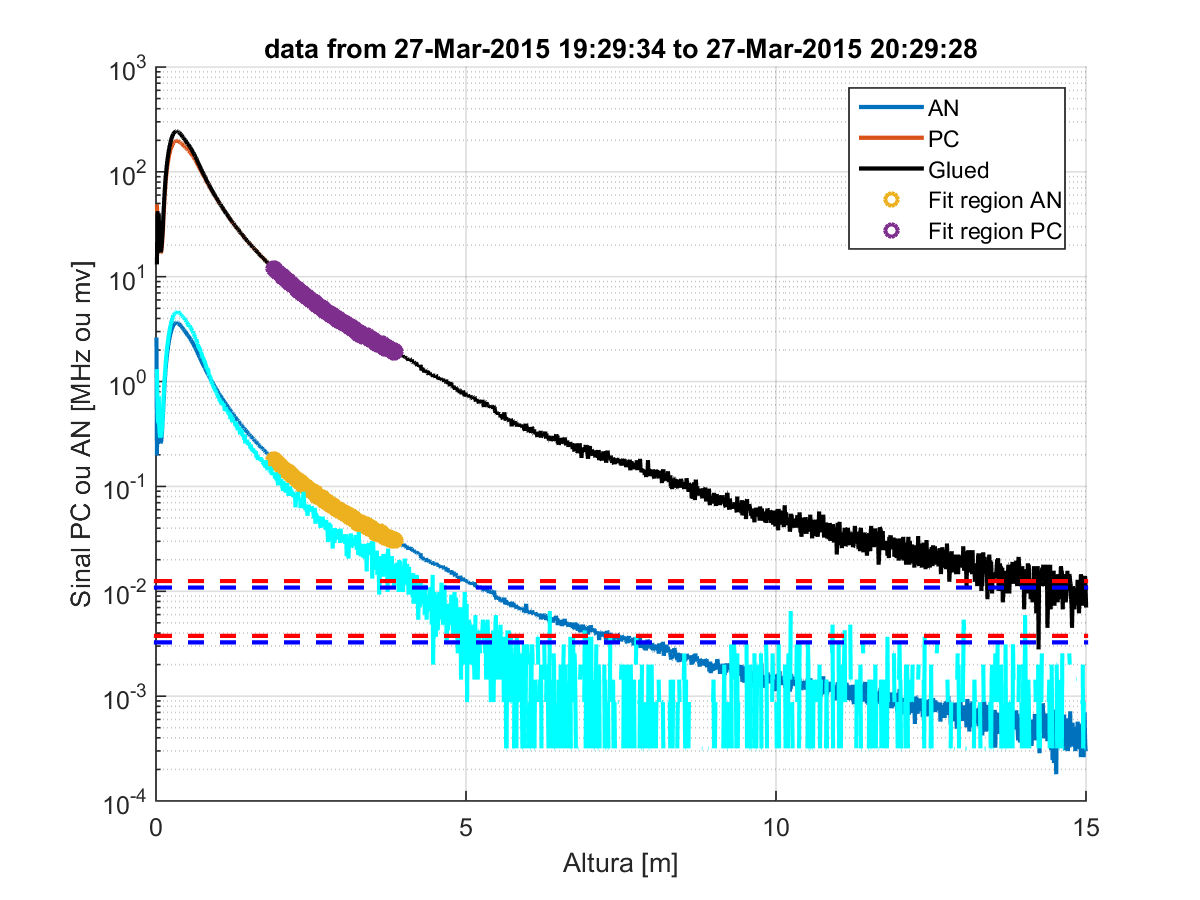 data from 27-Mar-2015 19:29:34 to 27-Mar-2015 20:29:28
AN
PC
Glued
Fit region AN
Fit region PC
Sinal PC ou AN [MHz ou mv]
10^3
10^2
10^1
10^0
10^-1
10^-2
10^-3
10^-4
0 5 10 15
Altura [m]